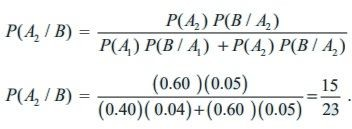 P(A₂ / B) = P(A₂) P(B / A₂) / P(A₁) P(B / A₁) + P(A₂) P(B / A₂)
P(A₂ / B) = (0.60 )(0.05) / (0.40)( 0.04)+(0.60 )(0.05) = 15 / 23 .